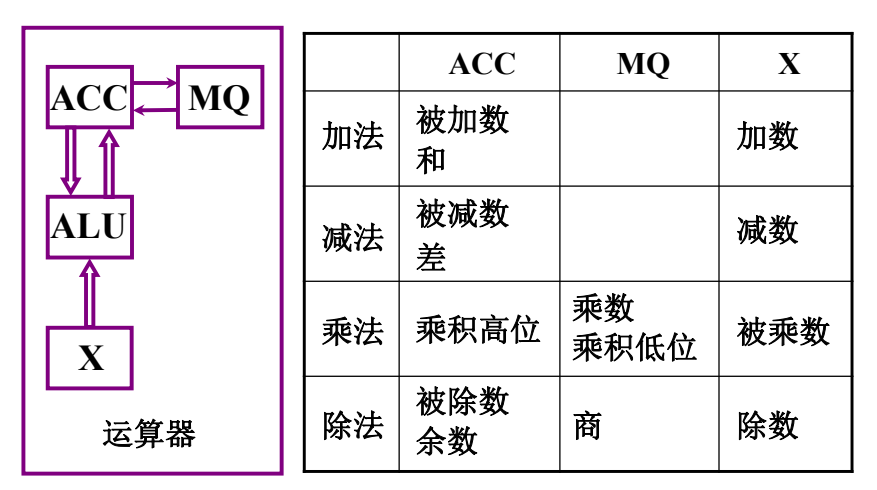 ACC
MQ
ALU
X
运算器
ACC MQ X
加法 被加数 加数
和
减法 被减数 减数
差
乘法 乘积高位 乘数 被乘数
乘积低位
除法 被除数 商 除数
余数